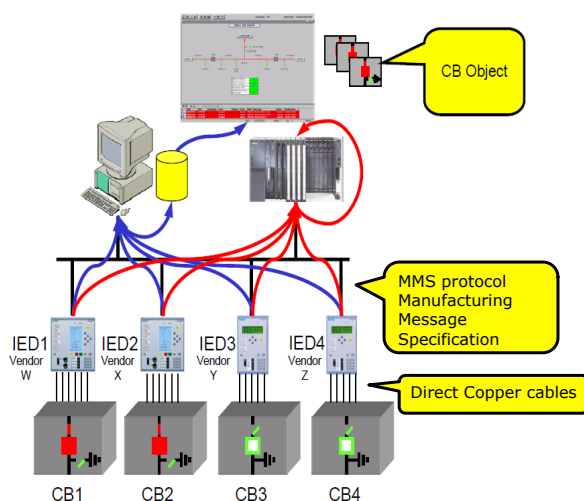 CB Object
MMS protocol
Manufacturing
Message
Specification
IED1
Vendor
W
IED2
Vendor
X
IED3
Vendor
Y
IED4
Vendor
Z
Direct Copper cables
CB1
CB2
CB3
CB4